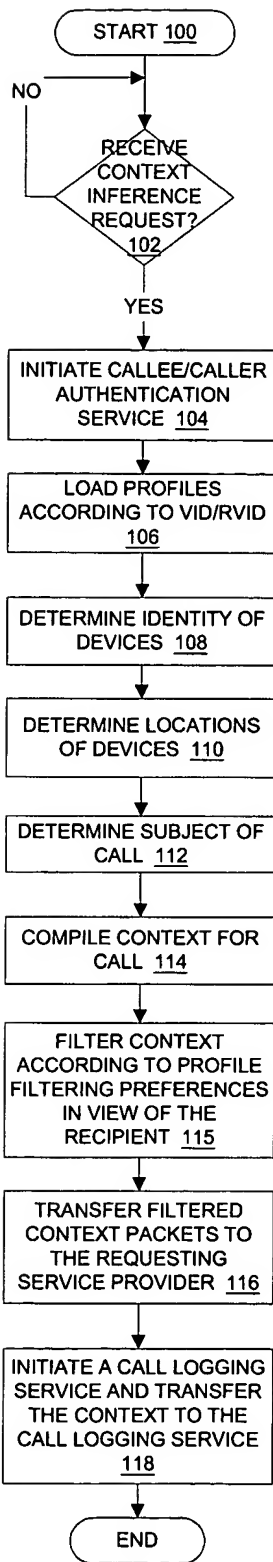 START 100
NO
RECEIVE
CONTEXT
INFERENCE
REQUEST?
102
YES
INITIATE CALLEE/CALLER
AUTHENTICATION
SERVICE 104
LOAD PROFILES
ACCORDING TO VID/RVID
106
DETERMINE IDENTITY OF
DEVICES 108
DETERMINE LOCATIONS
OF DEVICES 110
DETERMINE SUBJECT OF
CALL 112
COMPILE CONTEXT FOR
CALL 114
FILTER CONTEXT
ACCORDING TO PROFILE
FILTERING PREFERENCES
IN VIEW OF THE
RECIPIENT 115
TRANSFER FILTERED
CONTEXT PACKETS TO
THE REQUESTING
SERVICE PROVIDER 116
INITIATE A CALL LOGGING
SERVICE AND TRANSFER
THE CONTEXT TO THE
CALL LOGGING SERVICE
118
END